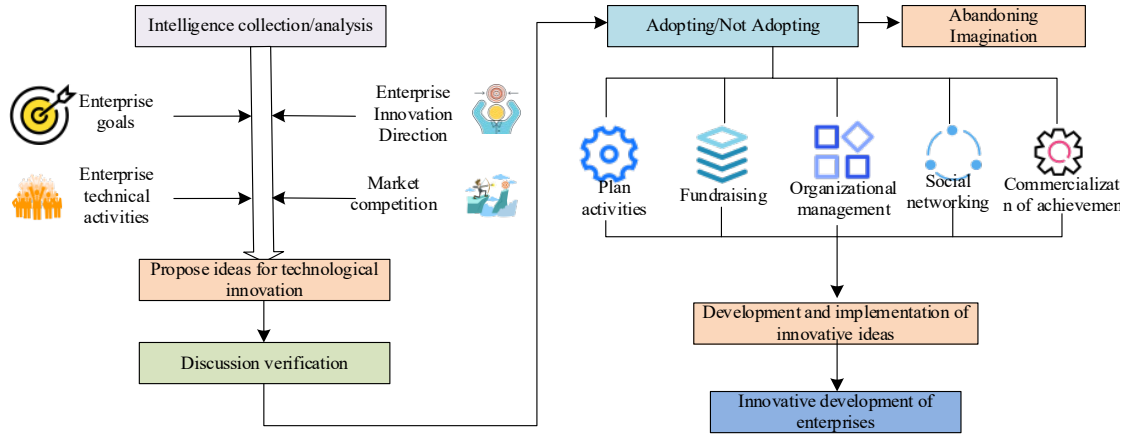 Intelligence collection/analysis
Enterprise
goals
Enterprise
Innovation
Direction
Enterprise
technical
activities
Market
competition
Propose ideas for technological
innovation
Discussion verification
Adopting/Not Adopting
Abandoning
Imagination
Plan
activities
Fundraising
Organizational
management
Social
networking
Commercializat
n of achievemen
Development and implementation of
innovative ideas
Innovative development of
enterprises